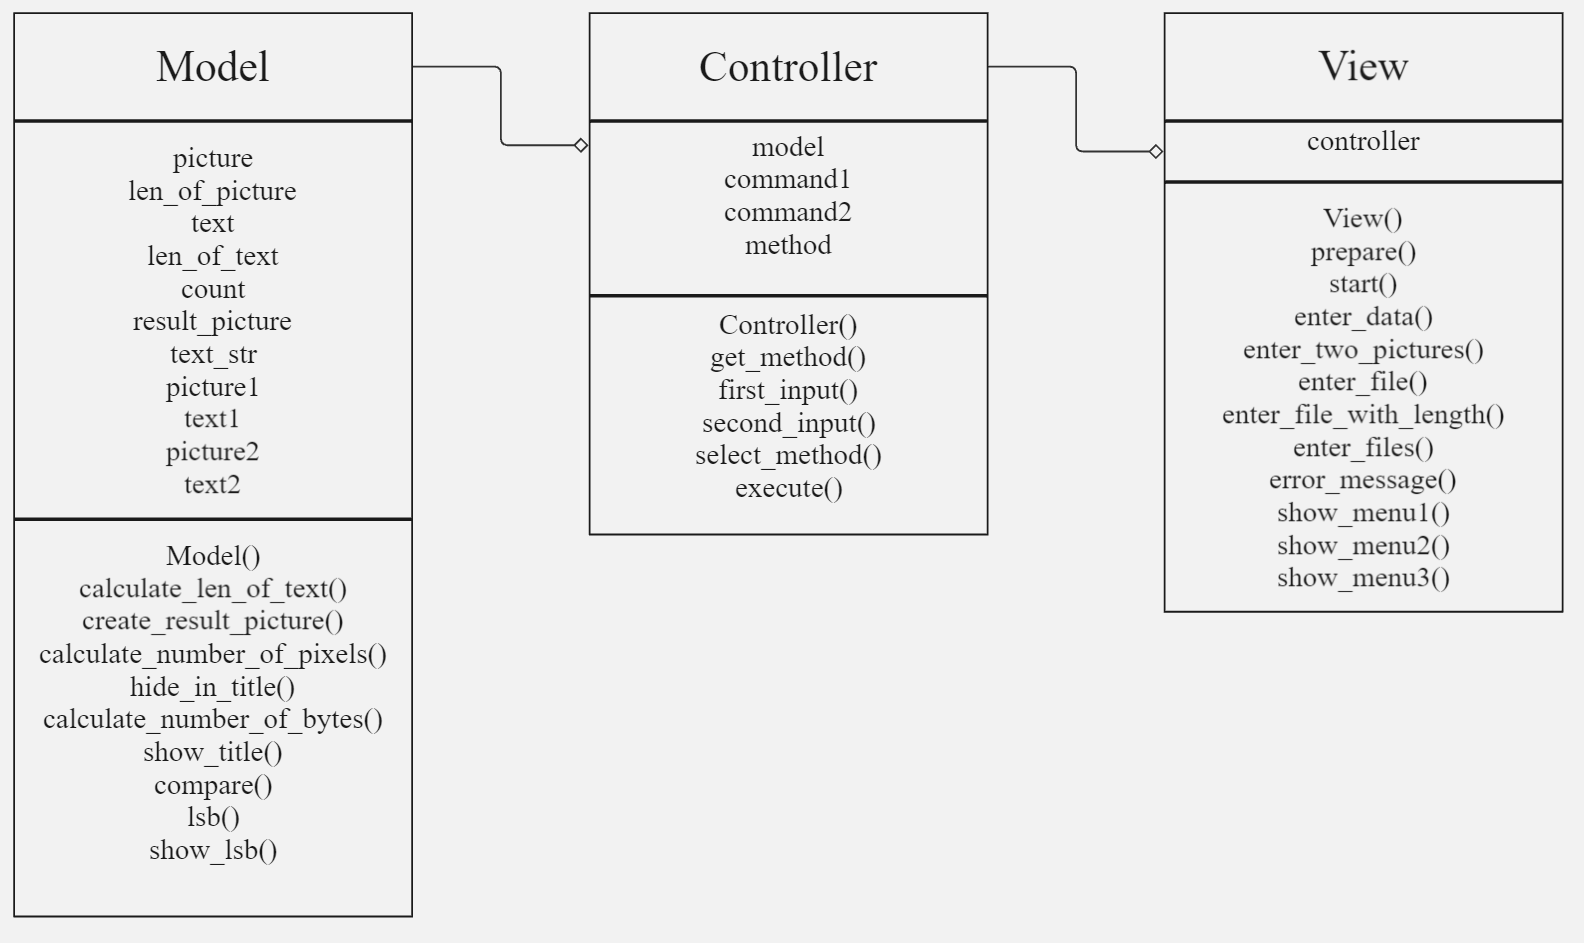 Model
picture
len_of_picture
text
len_of_text
count
result_picture
text_str
picture1
text1
picture2
text2
Model()
calculate_len_of_text()
create_result_picture()
calculate_number_of_pixels()
hide_in_title()
calculate_number_of_bytes()
show_title()
compare()
lsb()
show_lsb()
Controller
model
command1
command2
method
Controller()
get_method()
first_input()
second_input()
select_method()
execute()
View
controller
View()
prepare()
start()
enter_data()
enter_two_pictures()
enter_file()
enter_file_with_length()
enter_files()
error_message()
show_menu1()
show_menu2()
show_menu3()